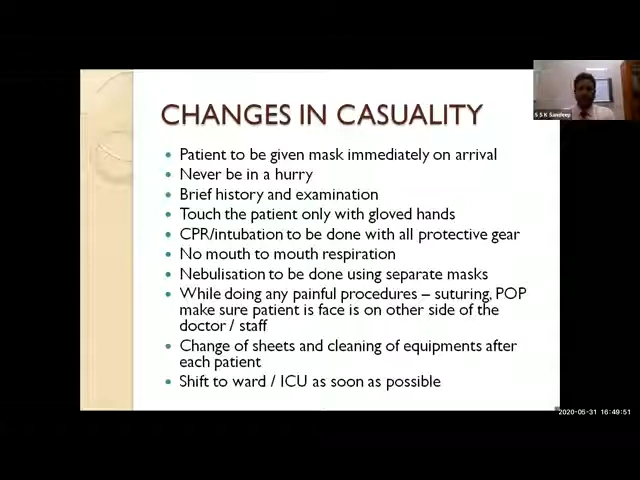 CHANGES IN CASUALITY
S S K Sandeep
Patient to be given mask immediately on arrival
Never be in a hurry
Brief history and examination
Touch the patient only with gloved hands
CPR/intubation to be done with all protective gear
No mouth to mouth respiration
Nebulisation to be done using separate masks
While doing any painful procedures – suturing, POP
make sure patient is face is on other side of the
doctor / staff
Change of sheets and cleaning of equipments after
each patient
Shift to ward / ICU as soon as possible
2020-05-31 16:49:51